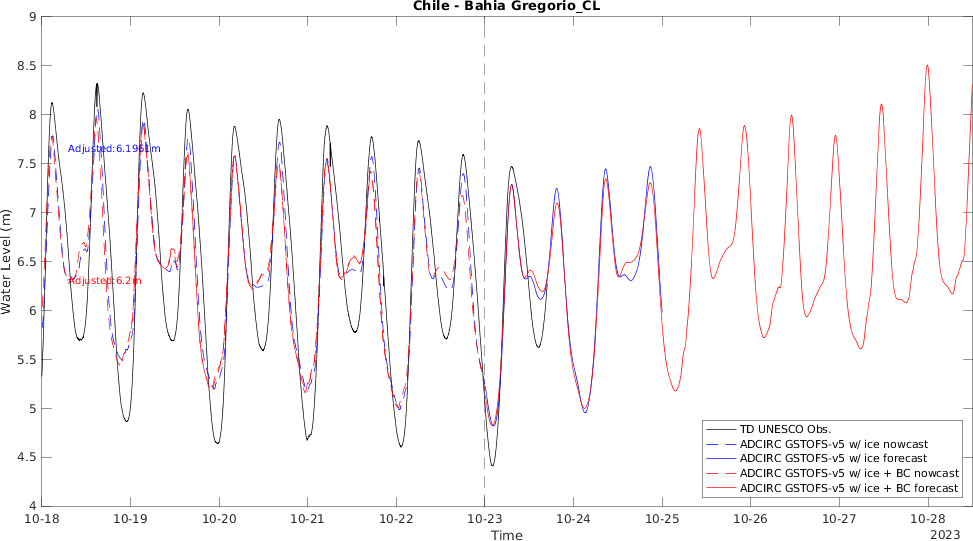 Chile - Bahia Gregorio_CL
9
8.5
8
7.5
7
6.5
6
5.5
5
4.5
4
Water Level (m)
Adjusted:6.1961m
Adjusted:6.2m
TD UNESCO Obs.
ADCIRC GSTOFS-v5 w/ ice nowcast
ADCIRC GSTOFS-v5 w/ ice forecast
ADCIRC GSTOFS-v5 w/ ice + BC nowcast
ADCIRC GSTOFS-v5 w/ ice + BC forecast
10-18 10-19 10-20 10-21 10-22 10-23 10-24 10-25 10-26 10-27 10-28
Time
2023